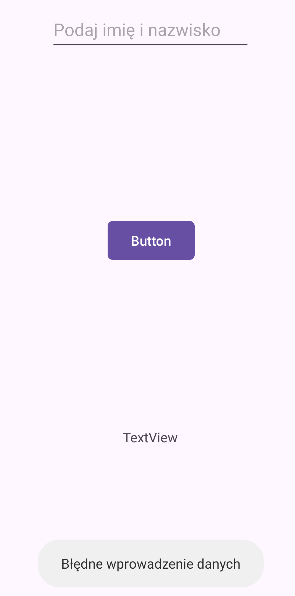 Podaj imię i nazwisko
Button
TextView
Błędne wprowadzenie danych